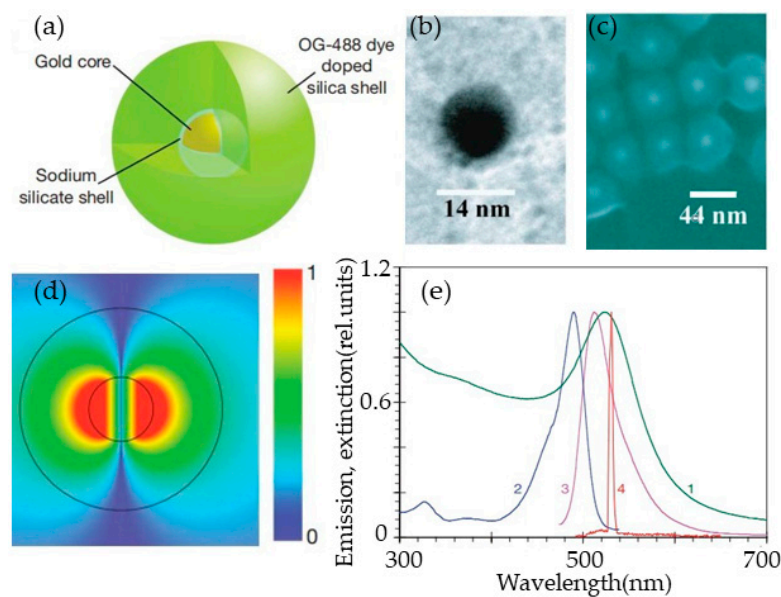 (a)
Gold core
OG-488 dye
doped
silica shell
Sodium
silicate shell
(b)
14 nm
(c)
44 nm
(d)
1
0
(e)
Emission, extinction(rel.units)
1.2
0.6
0
2
3
4
1
300
500
700
Wavelength(nm)